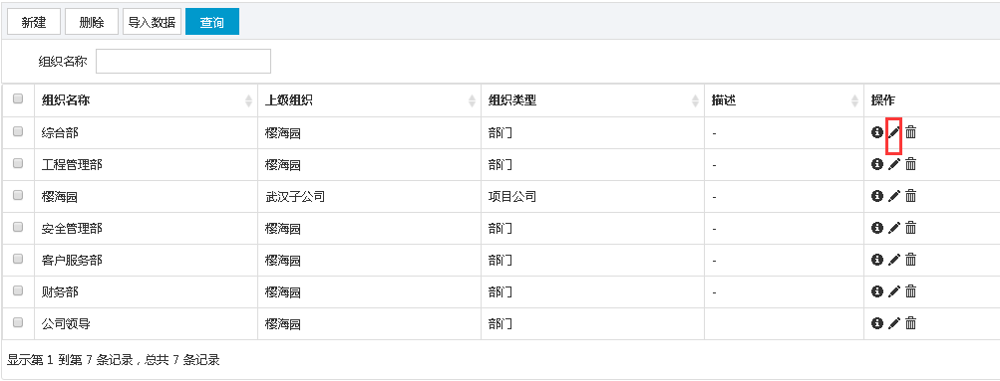 新建 删除 导入数据 查询
组织名称
组织名称 上级组织 组织类型 描述 操作
综合部 樱海园 部门 -
工程管理部 樱海园 部门 -
樱海园 武汉子公司 项目公司 -
安全管理部 樱海园 部门 -
客户服务部 樱海园 部门 -
财务部 樱海园 部门 -
公司领导 樱海园 部门
显示第 1 到第 7 条记录，总共 7 条记录